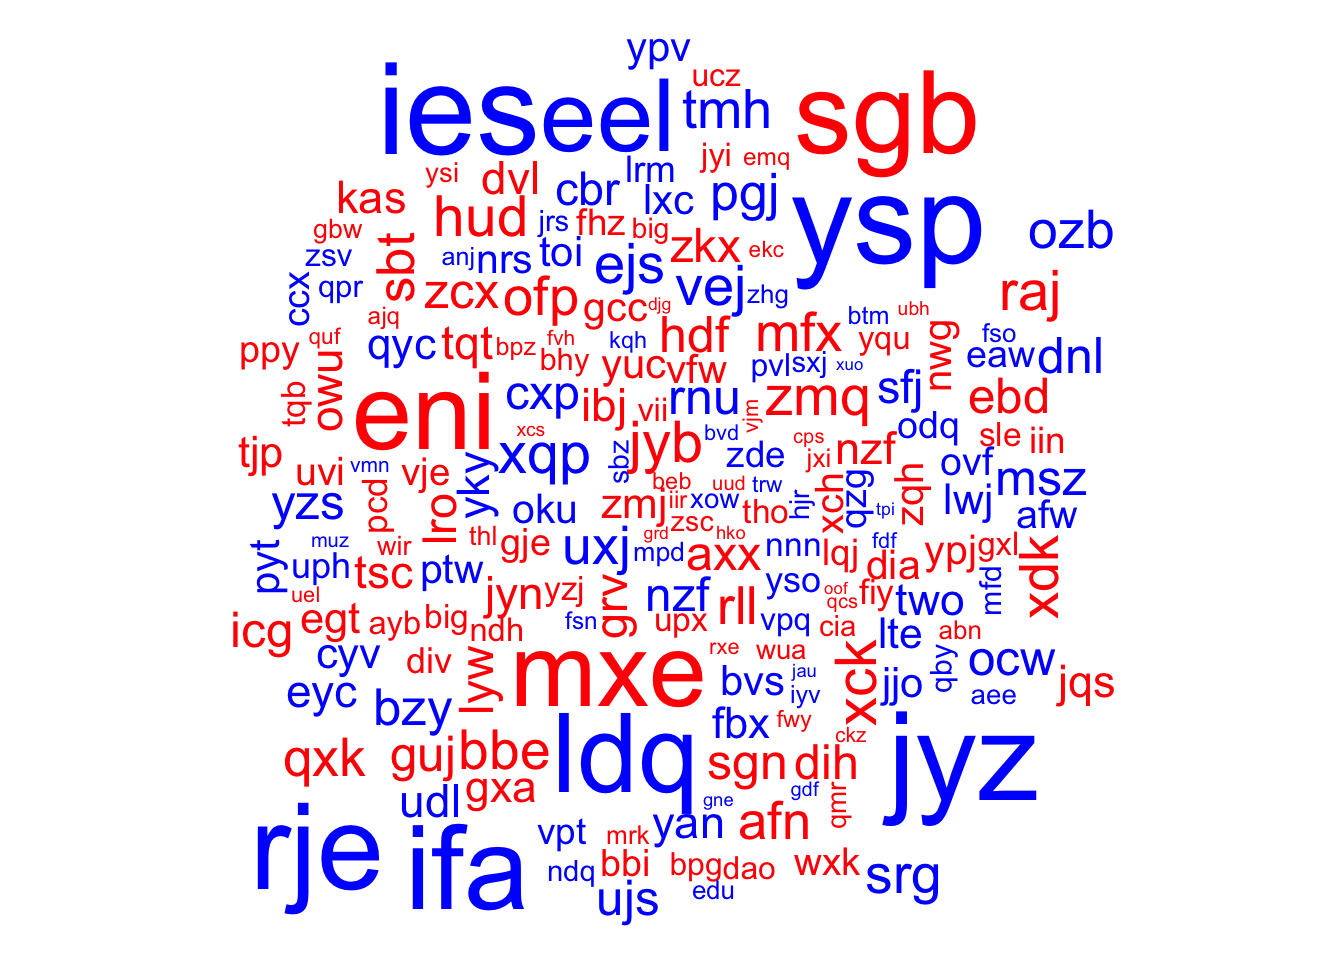 ypv
ucz
ies eel tmh sgb
jyi emq
ysi dvl cbr lrm lxc pgj ysp
kas hud jrs fhz big zkx ekc ozb
gbw zsv sbt anj nrs toi ejs vej zhg raj
ccx qpr zcx ofp gcc djg
ajq hdf mfx btm ubh
ppy quf qyc tqt bpz fvh bhy kqh yuc vfw pvl sxj xuo yqu nwg fso eaw dnl
tqb owu eni cxp ibj vii rnu vjm zmq sfj ebd
tjp xcs xqp jyb bvd zde cps jxi nzf odq sle iin
uvi vmn vje yky sbz beb uud trw ovf msz
yzs pcd lro oku zmj iir xow tho hjr xch qzg tpi zqh lwj afw
pyt muz wir thl gje uxj grd zsc hko mpd axx nnn lqj fdf dia ypj gxl xdk
uph tsc ptw jyn yzj grv nzf rll yso oof qcs fiy two mfd
uel
icg egt ayb big ndh fsn upx vpq cia lte abn
cyv div lyw mxe rxe wua xck qby ocw
eyc bzy bvs jau iyv jjo aee jqs
fbx fwy ckz
qxk guj bbe ldq sgn dih jyz
gxa udl gne gdf qmr
rje ifa vpt mrk yan afn
ndq bbi bpg dao wxk srg
ujs edu